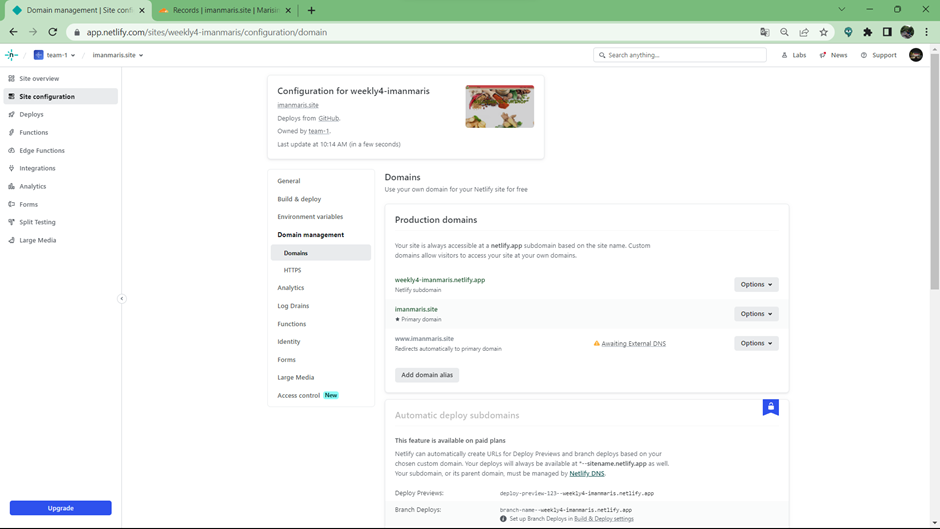 Domain management | Site confi
Records | imanmaris.site | Marisin
app.netlify.com/sites/weekly4-imanmaris/configuration/domain
team-1
imanmaris.site
Search anything...
Labs
News
Support
Site overview
Site configuration
Deploys
Functions
Edge Functions
Integrations
Analytics
Forms
Split Testing
Large Media
Upgrade
Configuration for weekly4-imanmaris
imanmaris.site
Deploys from GitHub.
Owned by team-1.
Last update at 10:14 AM (in a few seconds)
General
Build & deploy
Environment variables
Domain management
Domains
HTTPS
Analytics
Log Drains
Functions
Identity
Forms
Large Media
Access control New
Domains
Use your own domain for your Netlify site for free
Production domains
Your site is always accessible at a netlify.app subdomain based on the site name. Custom
domains allow visitors to access your site at your own domains.
weekly4-imanmaris.netlify.app
Netlify subdomain
Options
imanmaris.site
Primary domain
Options
www.imanmaris.site
Redirects automatically to primary domain
Awaiting External DNS
Options
Add domain alias
Automatic deploy subdomains
This feature is available on paid plans
Netlify can automatically create URLs for Deploy Previews and branch deploys based on your
chosen custom domain. Your deploys will always be available at *--sitename.netlify.app as well.
Your subdomain, or its parent domain, must be managed by Netlify DNS.
Deploy Previews: deploy-preview-123--weekly4-imanmaris.netlify.app
Branch Deploys: branch-name--weekly4-imanmaris.netlify.app
Set up Branch Deploys in Build & Deploy settings